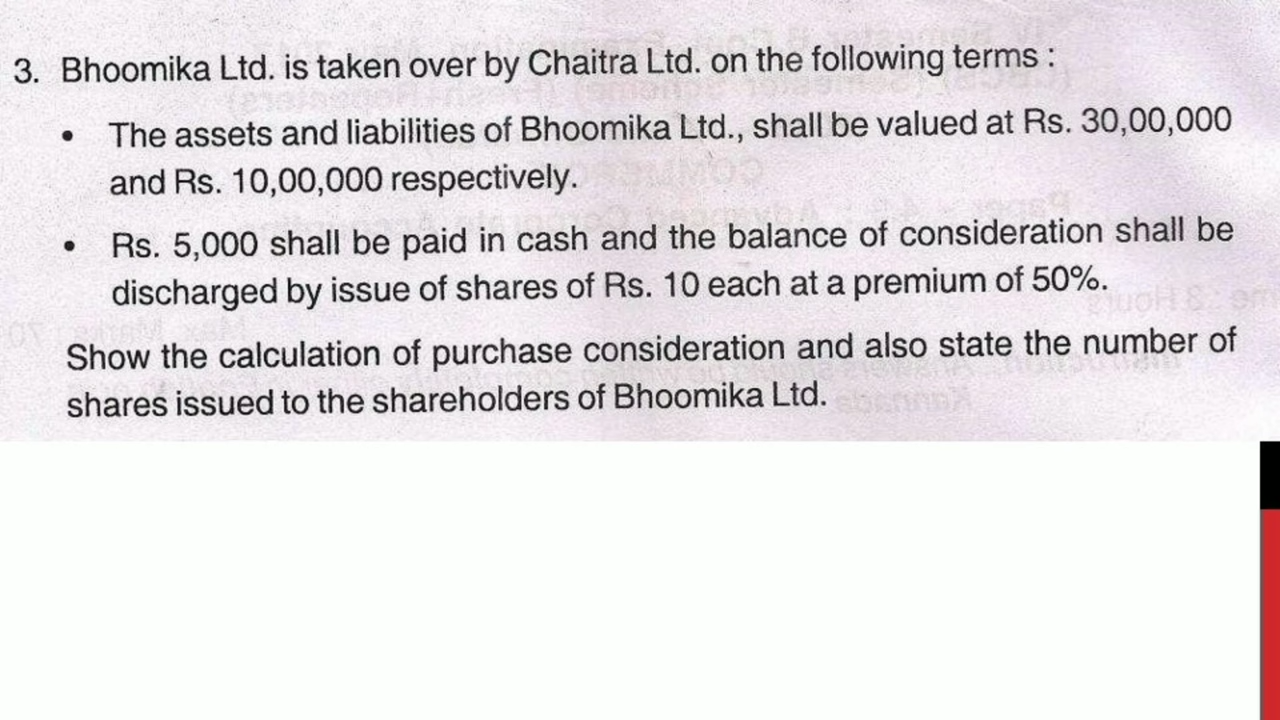 3. Bhoomika Ltd. is taken over by Chaitra Ltd. on the following terms :
• The assets and liabilities of Bhoomika Ltd., shall be valued at Rs. 30,00,000
and Rs. 10,00,000 respectively.
• Rs. 5,000 shall be paid in cash and the balance of consideration shall be
discharged by issue of shares of Rs. 10 each at a premium of 50%.
Show the calculation of purchase consideration and also state the number of
shares issued to the shareholders of Bhoomika Ltd.